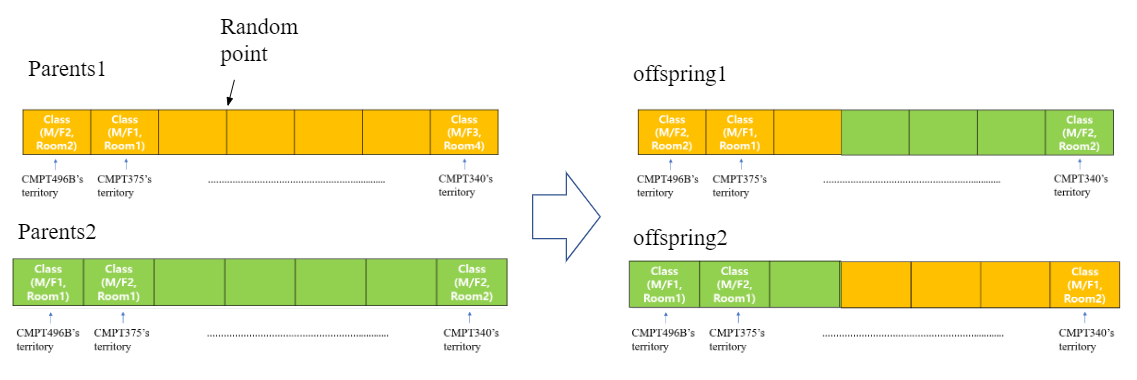 Random
point
Parents1
Class
(M/F2,
Room2)
Class
(M/F1,
Room1)
Class
(M/F3,
Room4)
CMPT496B's
territory
CMPT375's
territory
CMPT340's
territory
Parents2
Class
(M/F1,
Room1)
Class
(M/F2,
Room1)
Class
(M/F2,
Room2)
CMPT496B's
territory
CMPT375's
territory
CMPT340's
territory
offspring1
Class
(M/F2,
Room2)
Class
(M/F1,
Room1)
Class
(M/F2,
Room2)
CMPT496B's
territory
CMPT375's
territory
CMPT340's
territory
offspring2
Class
(M/F1,
Room1)
Class
(M/F2,
Room1)
Class
(M/F1,
Room2)
CMPT496B's
territory
CMPT375's
territory
CMPT340's
territory